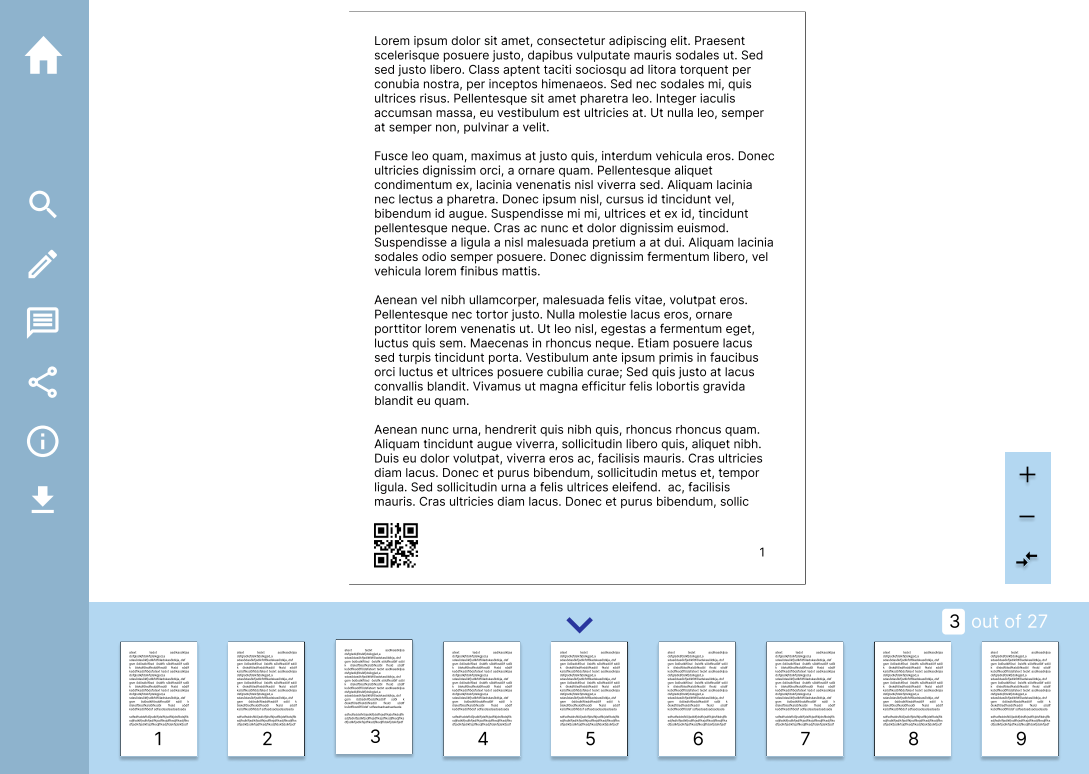 Lorem ipsum dolor sit amet, consectetur adipiscing elit. Praesent
scelerisque posuere justo, dapibus vulputate mauris sodales ut. Sed
sed justo libero. Class aptent taciti sociosqu ad litora torquent per
conubia nostra, per inceptos himenaeos. Sed nec sodales mi, quis
ultrices risus. Pellentesque sit amet pharetra leo. Integer iaculis
accumsan massa, eu vestibulum est ultricies at. Ut nulla leo, semper
at semper non, pulvinar a velit.
Fusce leo quam, maximus at justo quis, interdum vehicula eros. Donec
ultricies dignissim orci, a ornare quam. Pellentesque aliquet
condimentum ex, lacinia venenatis nisl viverra sed. Aliquam lacinia
nec lectus a pharetra. Donec ipsum nisl, cursus id tincidunt vel,
bibendum id augue. Suspendisse mi mi, ultrices et ex id, tincidunt
pellentesque neque. Cras ac nunc et dolor dignissim euismod.
Suspendisse a ligula a nisl malesuada pretium a at dui. Aliquam lacinia
sodales odio semper posuere. Donec dignissim fermentum libero, vel
vehicula lorem finibus mattis.
Aenean vel nibh ullamcorper, malesuada felis vitae, volutpat eros.
Pellentesque nec tortor justo. Nulla molestie lacus eros, ornare
porttitor lorem venenatis ut. Ut leo nisl, egestas a fermentum eget,
luctus quis sem. Maecenas in rhoncus neque. Etiam posuere lacus
sed turpis tincidunt porta. Vestibulum ante ipsum primis in faucibus
orci luctus et ultrices posuere cubilia curae; Sed quis justo at lacus
convallis blandit. Vivamus ut magna efficitur felis lobortis gravida
blandit eu quam.
Aenean nunc urna, hendrerit quis nibh quis, rhoncus rhoncus quam.
Aliquam tincidunt augue viverra, sollicitudin libero quis, aliquet nibh.
Duis eu dolor volutpat, viverra eros ac, facilisis mauris. Cras ultricies
diam lacus. Donec et purus bibendum, sollicitudin metus et, tempor
ligula. Sed sollicitudin urna a felis ultrices eleifend.  ac, facilisis
mauris. Cras ultricies diam lacus. Donec et purus bibendum, sollic
1
3 out of 27
1 2 3 4 5 6 7 8 9